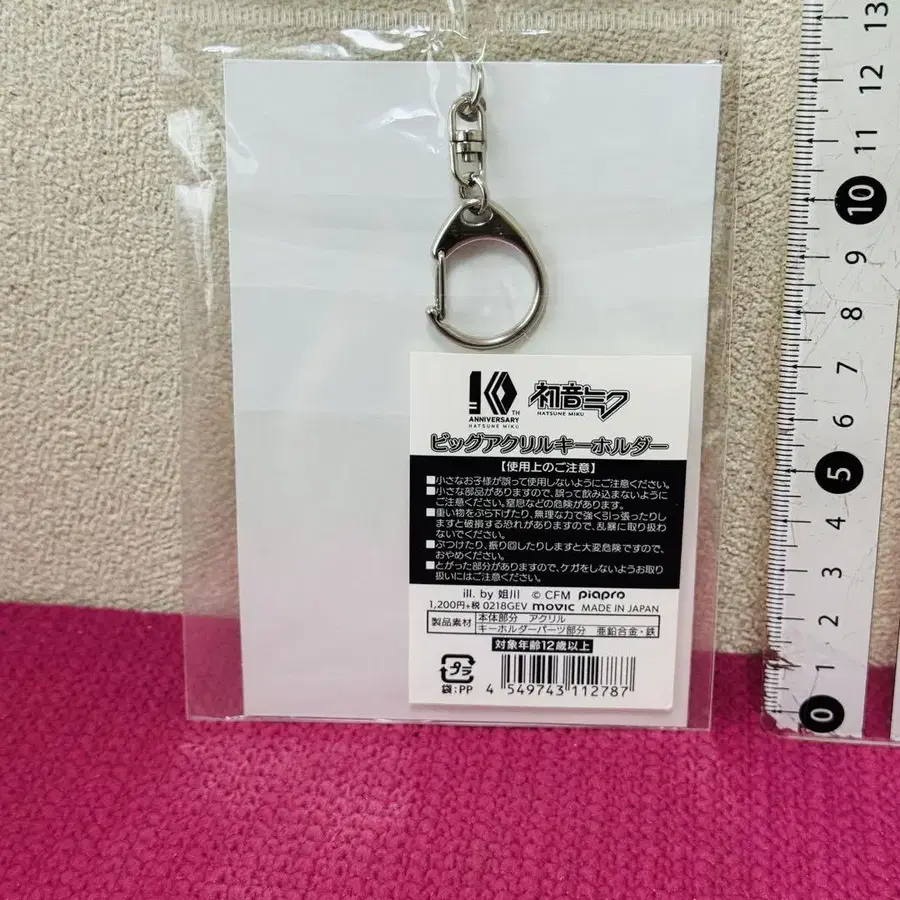 10TH
ANNIVERSARY
HATSUNE MIKU
初音ミク
HATSUNE MIKU
ビッグアクリルキーホルダー
【使用上のご注意】
■小さなお子様が誤って使用しないようにご注意ください。
■小さな部品がありますので、誤って飲み込まないように
ご注意ください。窒息などの危険があります。
■重い物をぶら下げたり、無理な力で強く引っ張ったりし
ますと破損する恐れがありますので、乱暴に取り扱わ
ないでください。
■ぶつけたり、振り回したりしますと大変危険ですので、
おやめください。
■とがった部分がありますので、ケガをしないようお取り
扱いにはご注意ください。
ill. by 姐川 © CFM piapro
1,200円+税 0218GEV movic MADE IN JAPAN
製品素材 本体部分 アクリル
キーホルダーパーツ部分 亜鉛合金・鉄
対象年齢12歳以上
プラ
袋:PP
4 549743 112787
13
12
11
10
9
8
7
6
5
4
3
2
1
0